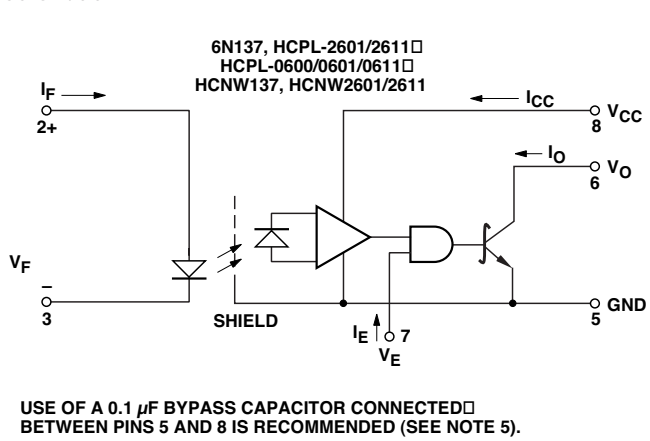 6N137, HCPL-2601/2611□
HCPL-0600/0601/0611□
HCNW137, HCNW2601/2611
IF
2+
ICC
VCC
8
IO
VO
6
VF
–
3
SHIELD
IE
7
VE
GND
5
USE OF A 0.1 µF BYPASS CAPACITOR CONNECTED□
BETWEEN PINS 5 AND 8 IS RECOMMENDED (SEE NOTE 5).